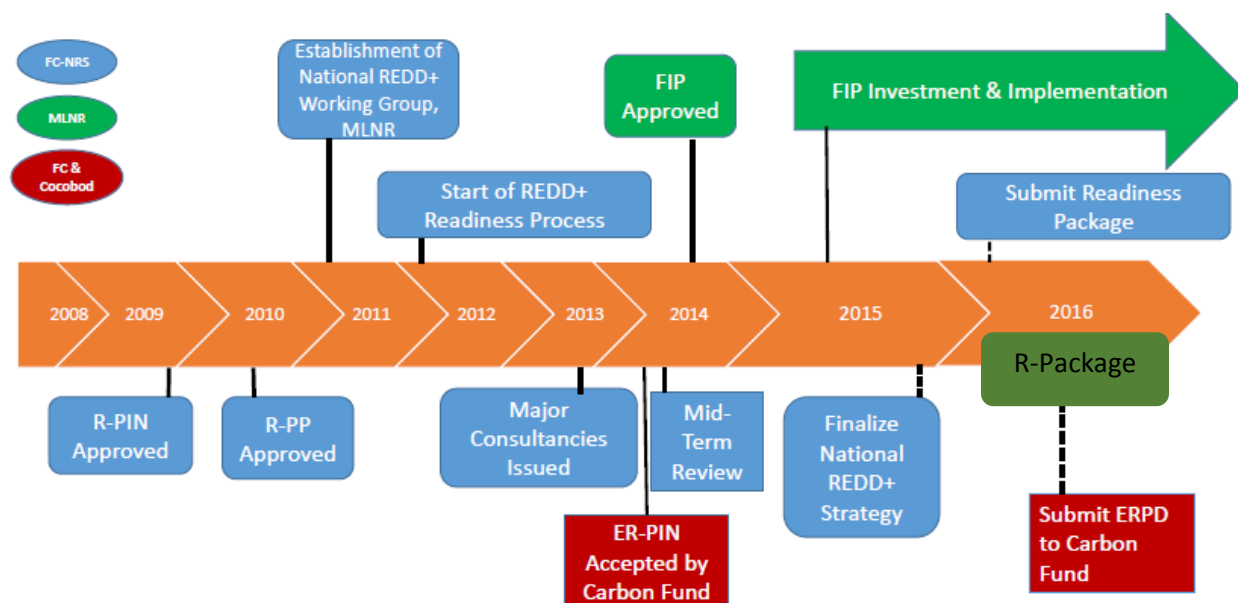 FC-NRS
MLNR
FC &
Cocobod
Establishment of
National REDD+
Working Group,
MLNR
FIP
Approved
FIP Investment & Implementation
Start of REDD+
Readiness Process
Submit Readiness
Package
2008
2009
2010
2011
2012
2013
2014
2015
2016
R-PIN
Approved
R-PP
Approved
Major
Consultancies
Issued
Mid-
Term
Review
Finalize
National
REDD+
Strategy
R-Package
ER-PIN
Accepted by
Carbon Fund
Submit ERPD
to Carbon
Fund